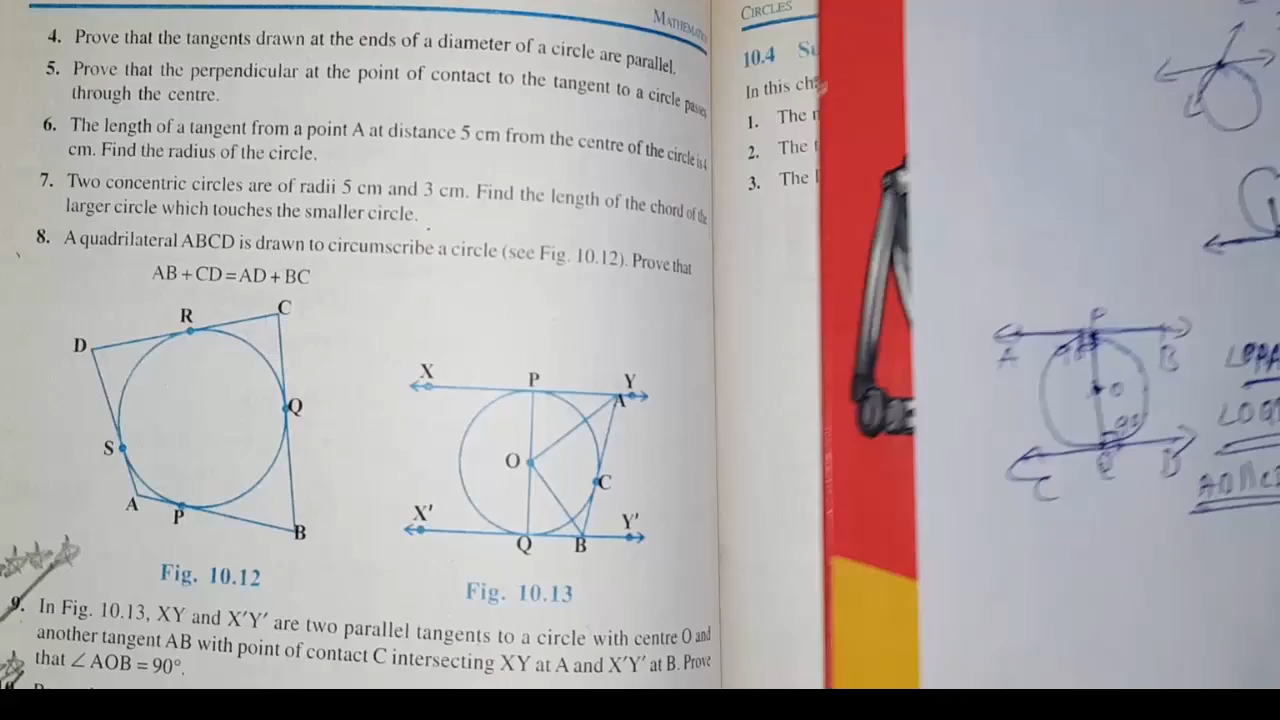 MATHEMATI
4. Prove that the tangents drawn at the ends of a diameter of a circle are parallel.
5. Prove that the perpendicular at the point of contact to the tangent to a circle passes
through the centre.
6. The length of a tangent from a point A at distance 5 cm from the centre of the circle is 4
cm. Find the radius of the circle.
7. Two concentric circles are of radii 5 cm and 3 cm. Find the length of the chord of the
larger circle which touches the smaller circle.
8. A quadrilateral ABCD is drawn to circumscribe a circle (see Fig. 10.12). Prove that
AB + CD = AD + BC
R
C
D
Q
S
A
P
B
Fig. 10.12
X
P
Y
A
O
C
X'
Y'
Q
B
Fig. 10.13
9. In Fig. 10.13, XY and X'Y' are two parallel tangents to a circle with centre O and
another tangent AB with point of contact C intersecting XY at A and X'Y' at B. Prove
that ∠ AOB = 90°.
CIRCLES
10.4 Su
In this ch
1. The
2. The
3. The
P
A
B
O
C
D